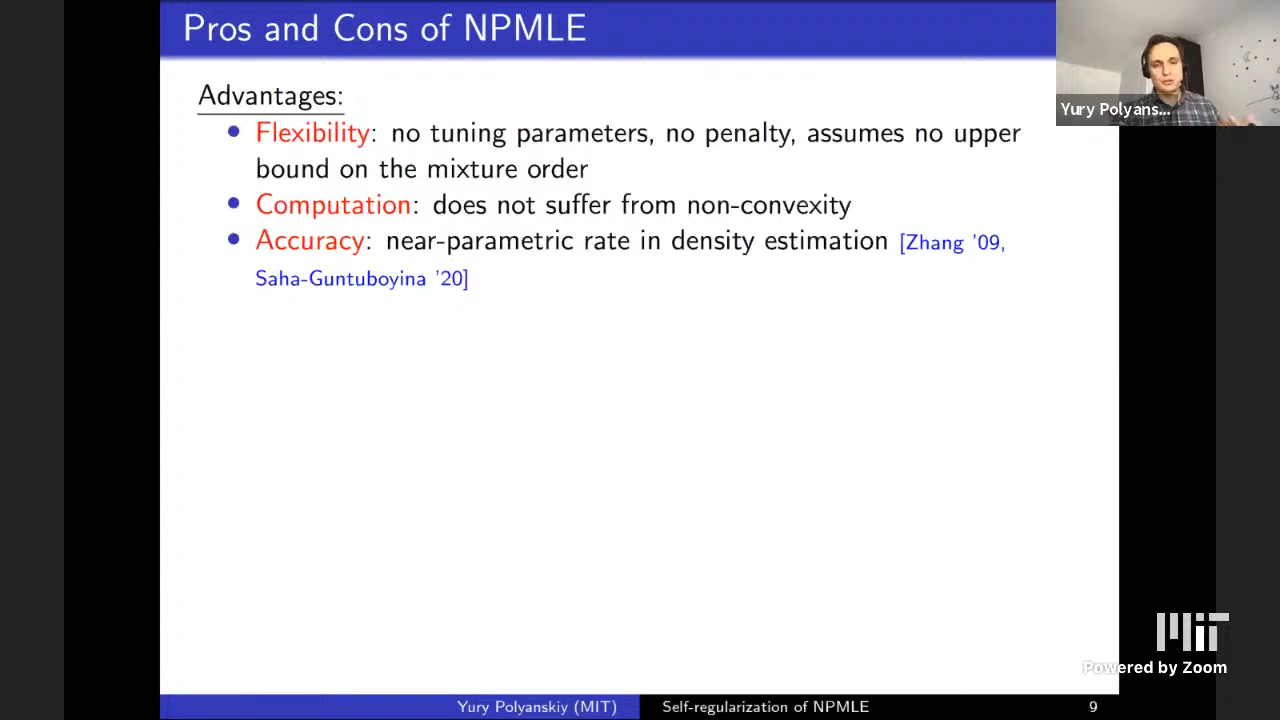 Pros and Cons of NPMLE
Yury Polyans...
Advantages:
• Flexibility: no tuning parameters, no penalty, assumes no upper
bound on the mixture order
• Computation: does not suffer from non-convexity
• Accuracy: near-parametric rate in density estimation [Zhang '09,
Saha-Guntuboyina '20]
MIT
Powered by Zoom
Yury Polyanskiy (MIT)
Self-regularization of NPMLE
9